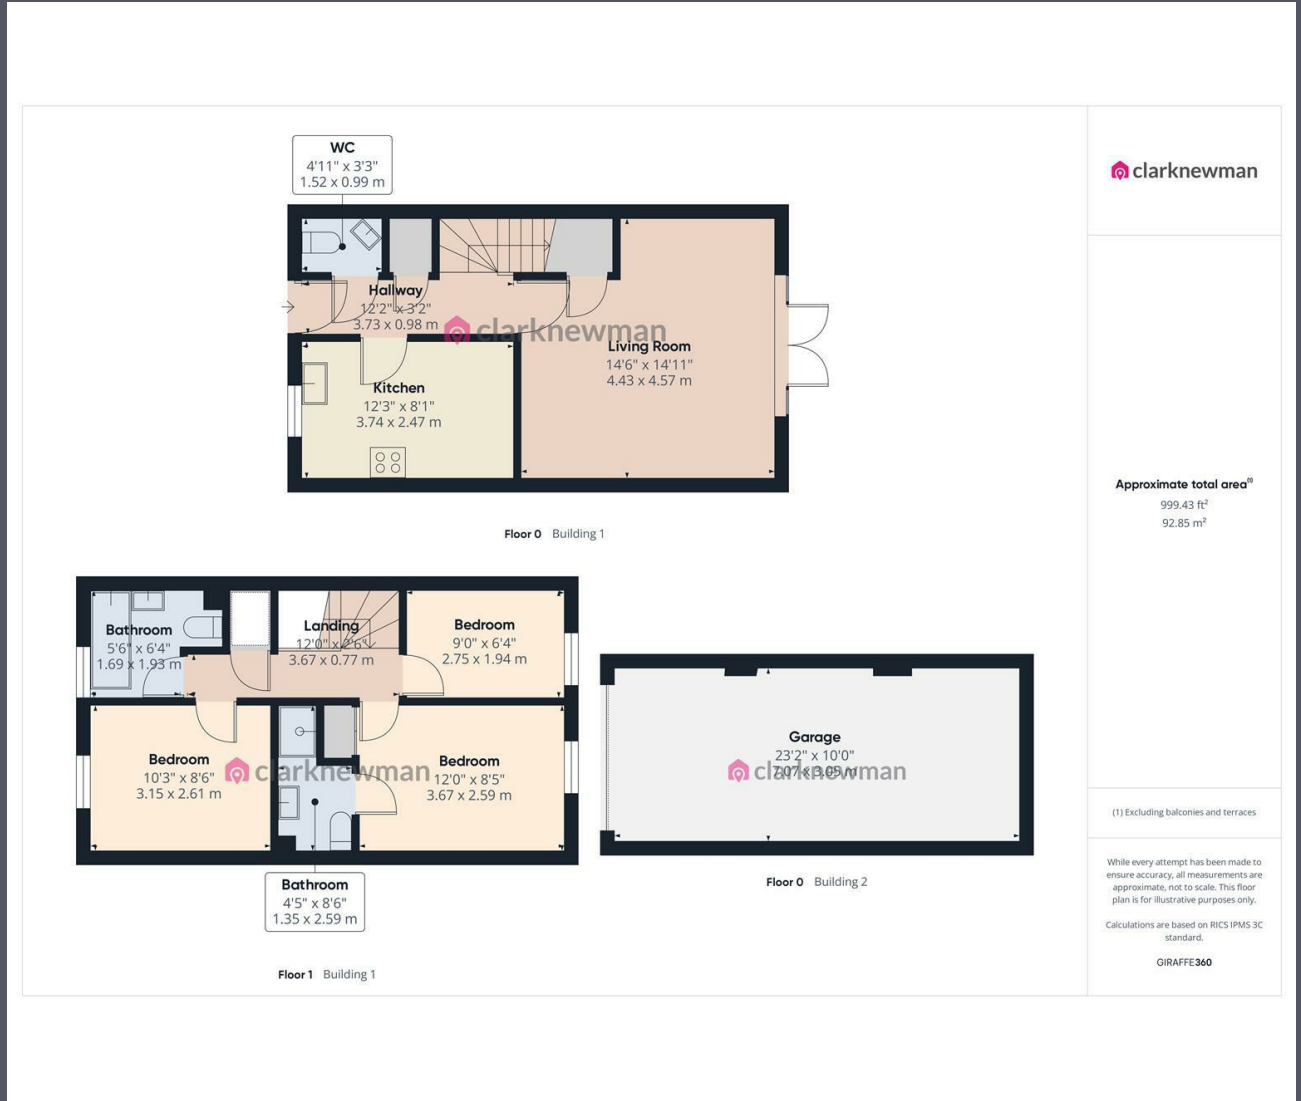 WC
4'11" x 3'3"
1.52 x 0.99 m
Hallway
12'2" x 3'2"
3.73 x 0.98 m
clarknewman
Living Room
14'6" x 14'11"
4.43 x 4.57 m
Kitchen
12'3" x 8'1"
3.74 x 2.47 m
Floor 0 Building 1
Bathroom
5'6" x 6'4"
1.69 x 1.93 m
Landing
12'0" x 2'6"
3.67 x 0.77 m
Bedroom
9'0" x 6'4"
2.75 x 1.94 m
Bedroom
10'3" x 8'6"
3.15 x 2.61 m
clarknewman
Bedroom
12'0" x 8'5"
3.67 x 2.59 m
Bathroom
4'5" x 8'6"
1.35 x 2.59 m
Floor 1 Building 1
Garage
23'2" x 10'0"
7.07 x 3.05 m
clarknewman
Floor 0 Building 2
clarknewman
Approximate total area⁽¹⁾
999.43 ft²
92.85 m²
(1) Excluding balconies and terraces
While every attempt has been made to
ensure accuracy, all measurements are
approximate, not to scale. This floor
plan is for illustrative purposes only.
Calculations are based on RICS IPMS 3C
standard.
GIRAFFE360